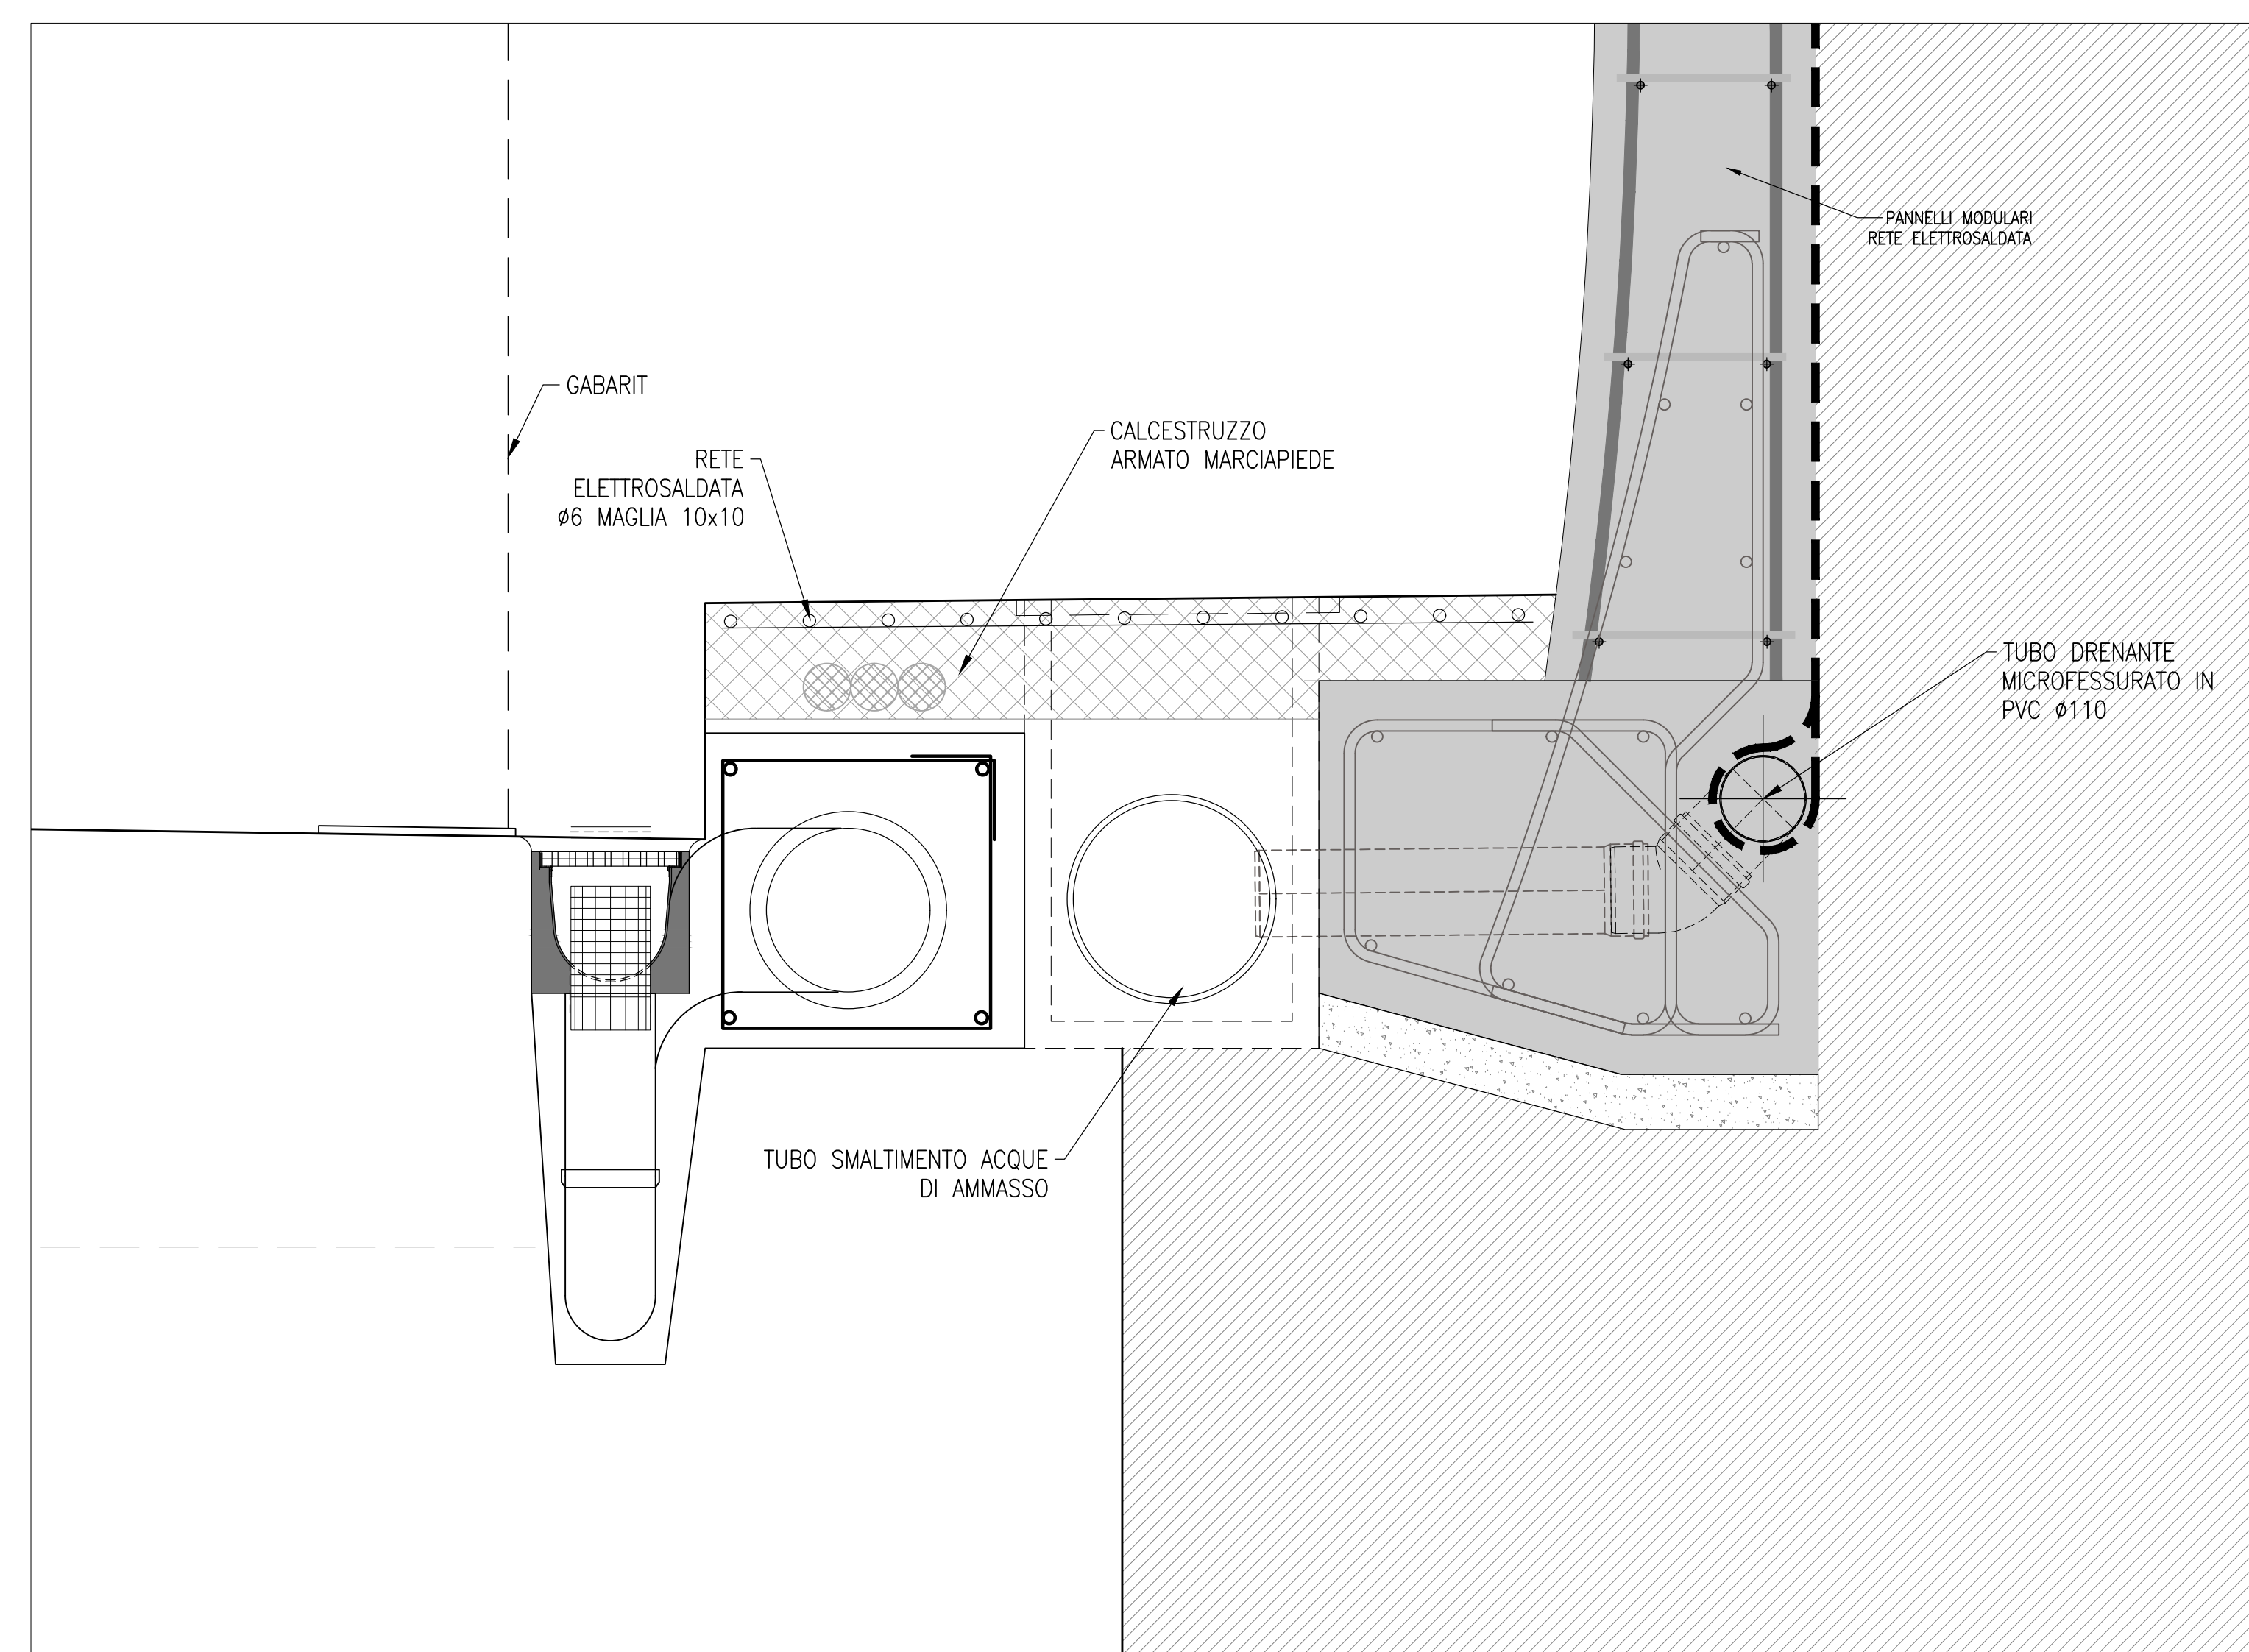 PANNELLI MODULARI
RETE ELETTROSALDATA
GABARIT
CALCESTRUZZO
ARMATO MARCIAPIEDE
RETE
ELETTROSALDATA
ø6 MAGLIA 10x10
TUBO DRENANTE
MICROFESSURATO IN
PVC ø110
TUBO SMALTIMENTO ACQUE
DI AMMASSO